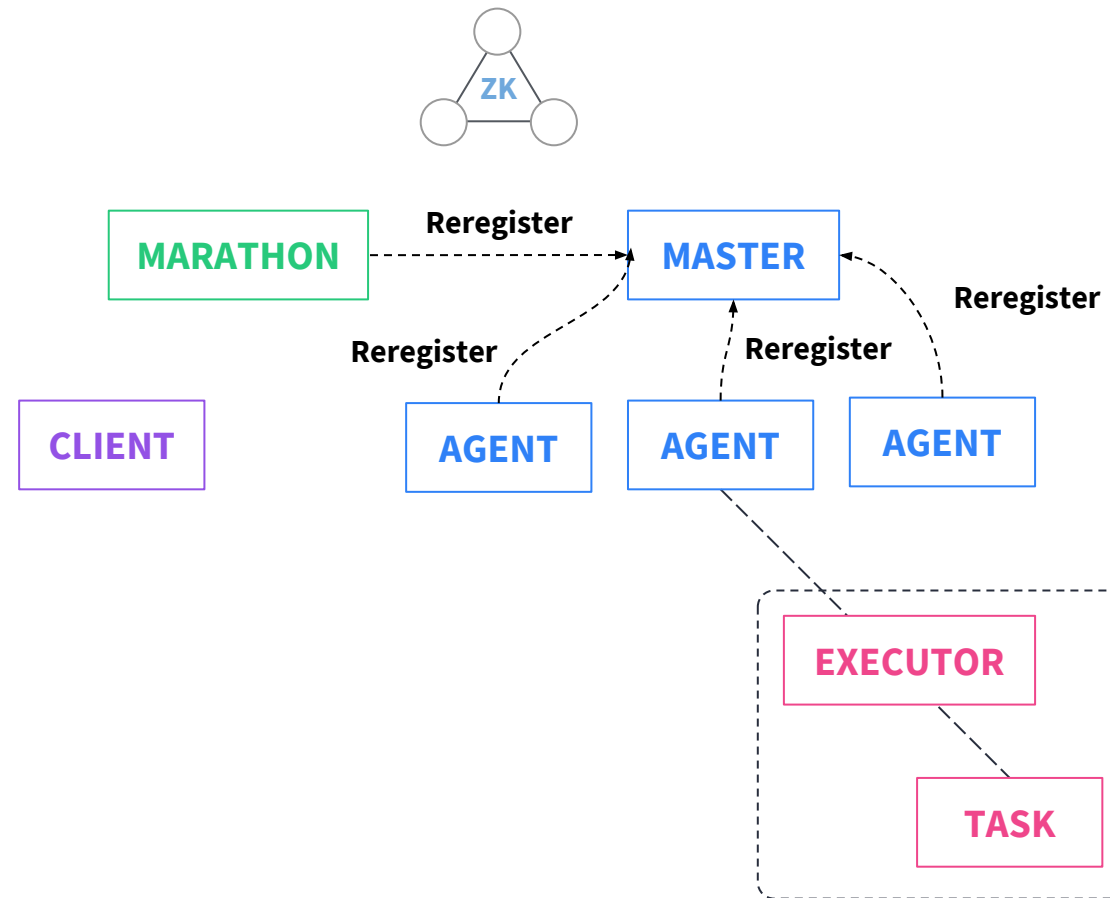 ZK
Reregister
MARATHON
MASTER
Reregister
Reregister
Reregister
CLIENT
AGENT
AGENT
AGENT
EXECUTOR
TASK